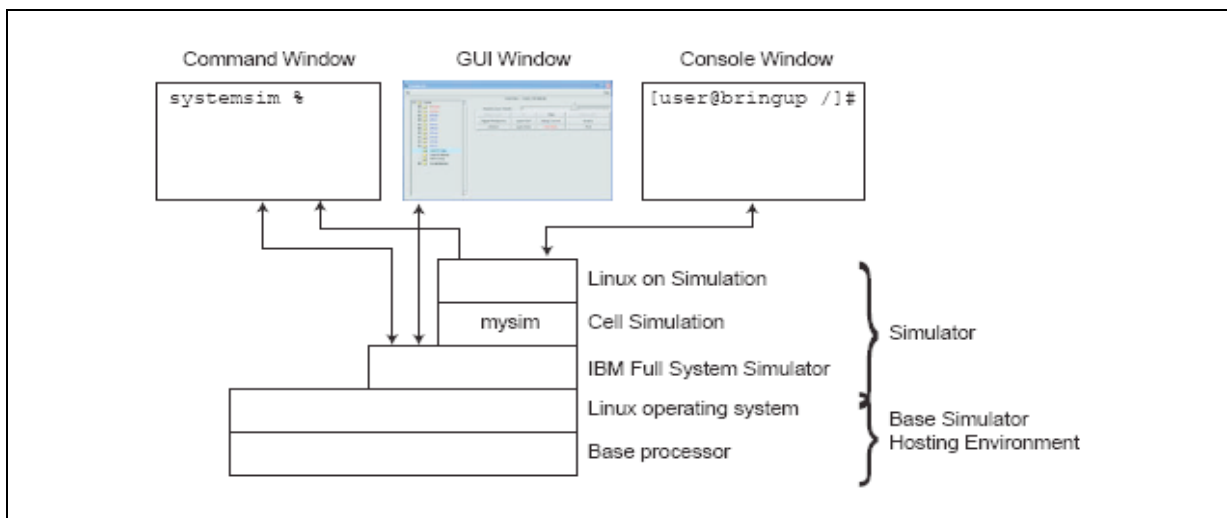 Command Window
GUI Window
Console Window
systemsim %
[user@bringup /]#
Linux on Simulation
mysim
Cell Simulation
Simulator
IBM Full System Simulator
Linux operating system
Base Simulator
Hosting Environment
Base processor